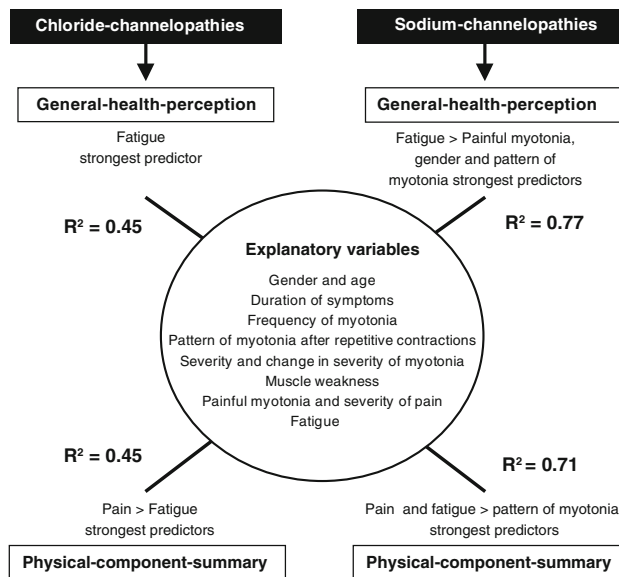 Chloride-channelopathies
Sodium-channelopathies
General-health-perception
General-health-perception
Fatigue
strongest predictor
Fatigue > Painful myotonia,
gender and pattern of
myotonia strongest predictors
R² = 0.45
R² = 0.77
Explanatory variables
Gender and age
Duration of symptoms
Frequency of myotonia
Pattern of myotonia after repetitive contractions
Severity and change in severity of myotonia
Muscle weakness
Painful myotonia and severity of pain
Fatigue
R² = 0.45
R² = 0.71
Pain > Fatigue
strongest predictors
Pain and fatigue > pattern of myotonia
strongest predictors
Physical-component-summary
Physical-component-summary